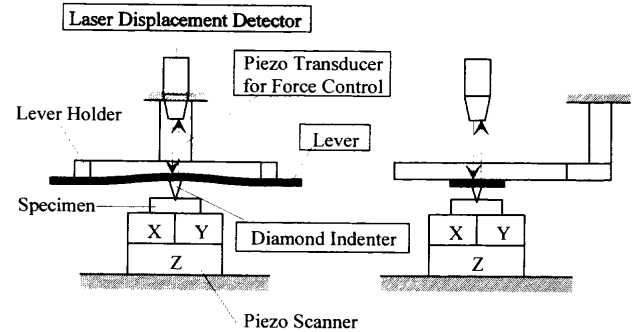 Laser Displacement Detector
Piezo Transducer
for Force Control
Lever Holder
Lever
Specimen
X Y
Diamond Indenter
Z
Piezo Scanner
X Y
Z